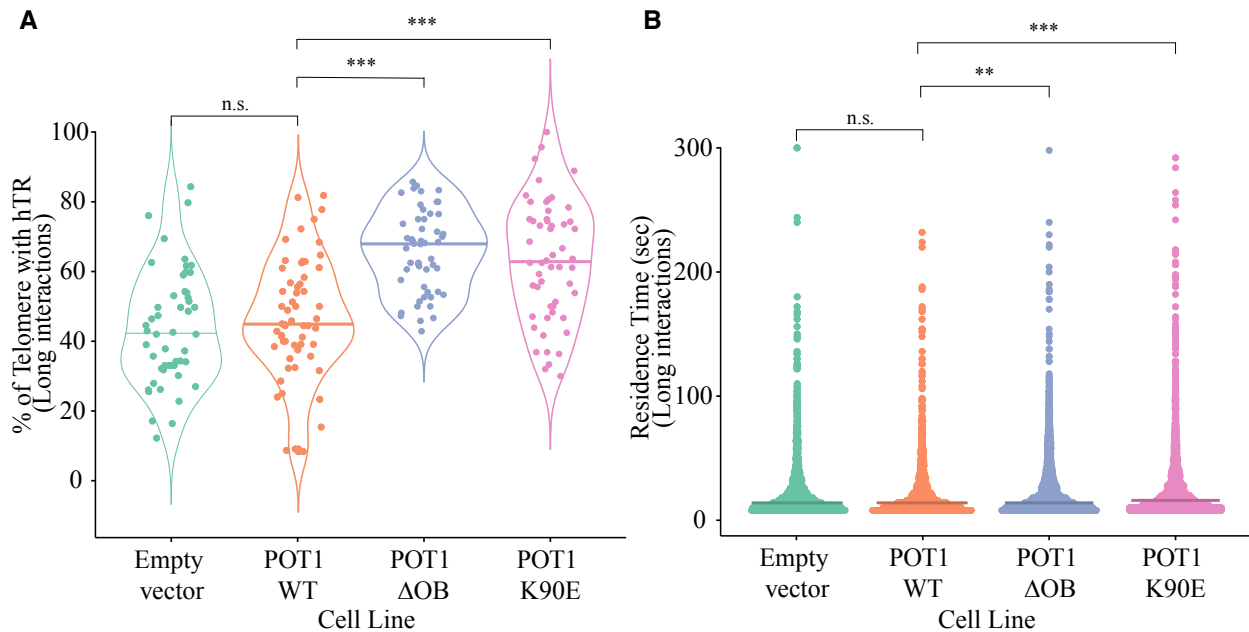 A
***
***
n.s.
% of Telomere with hTR
(Long interactions)
100
80
60
40
20
0
Empty
vector
POT1
WT
POT1
ΔOB
POT1
K90E
Cell Line
B
***
**
n.s.
Residence Time (sec)
(Long interactions)
300
200
100
0
Empty
vector
POT1
WT
POT1
ΔOB
POT1
K90E
Cell Line